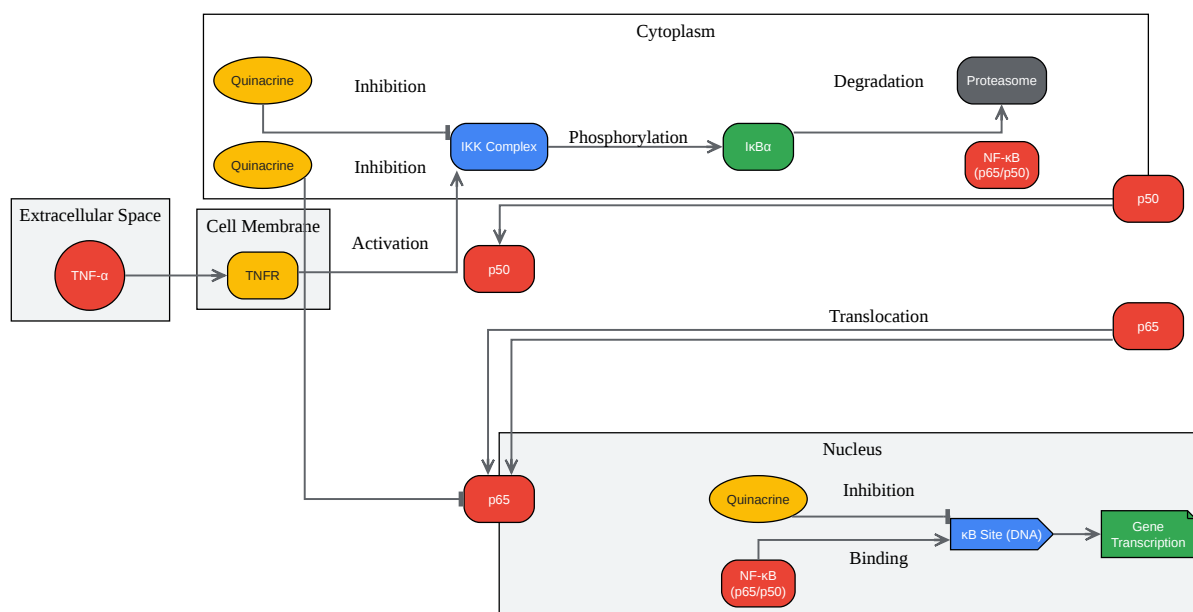 Cytoplasm
Quinacrine
Inhibition
Degradation
Proteasome
IKK Complex
Phosphorylation
IκBα
Quinacrine
Inhibition
NF-κB
(p65/p50)
p50
Extracellular Space
Cell Membrane
TNF-α
TNFR
Activation
p50
Translocation
p65
Nucleus
p65
Quinacrine
Inhibition
κB Site (DNA)
Gene
Transcription
Binding
NF-κB
(p65/p50)